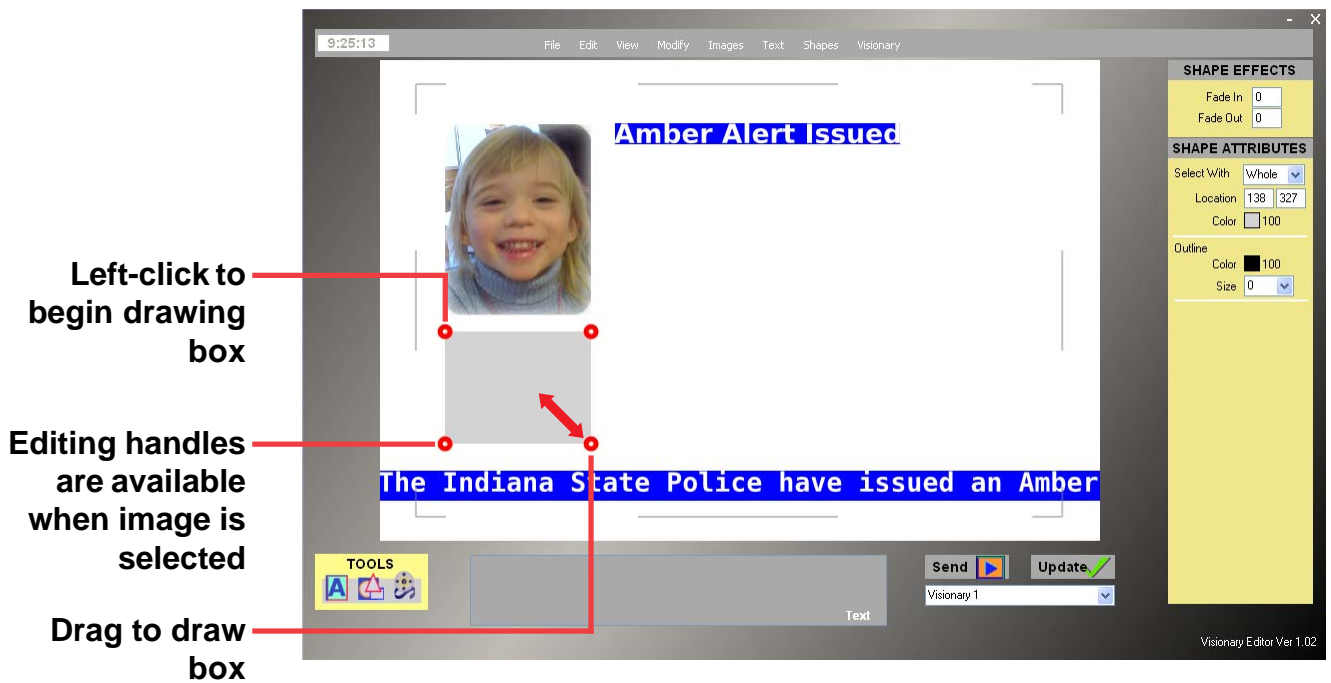 - X
9:25:13
File Edit View Modify Images Text Shapes Visionary
SHAPE EFFECTS
Fade In 0
Fade Out 0
SHAPE ATTRIBUTES
Select With Whole
Location 138 327
Color 100
Outline
Color 100
Size 0
Amber Alert Issued
Left-click to
begin drawing
box
Editing handles
are available
when image is
selected
Drag to draw
box
The Indiana State Police have issued an Amber
TOOLS
A
Text
Send
Update
Visionary 1
Visionary Editor Ver 1.02